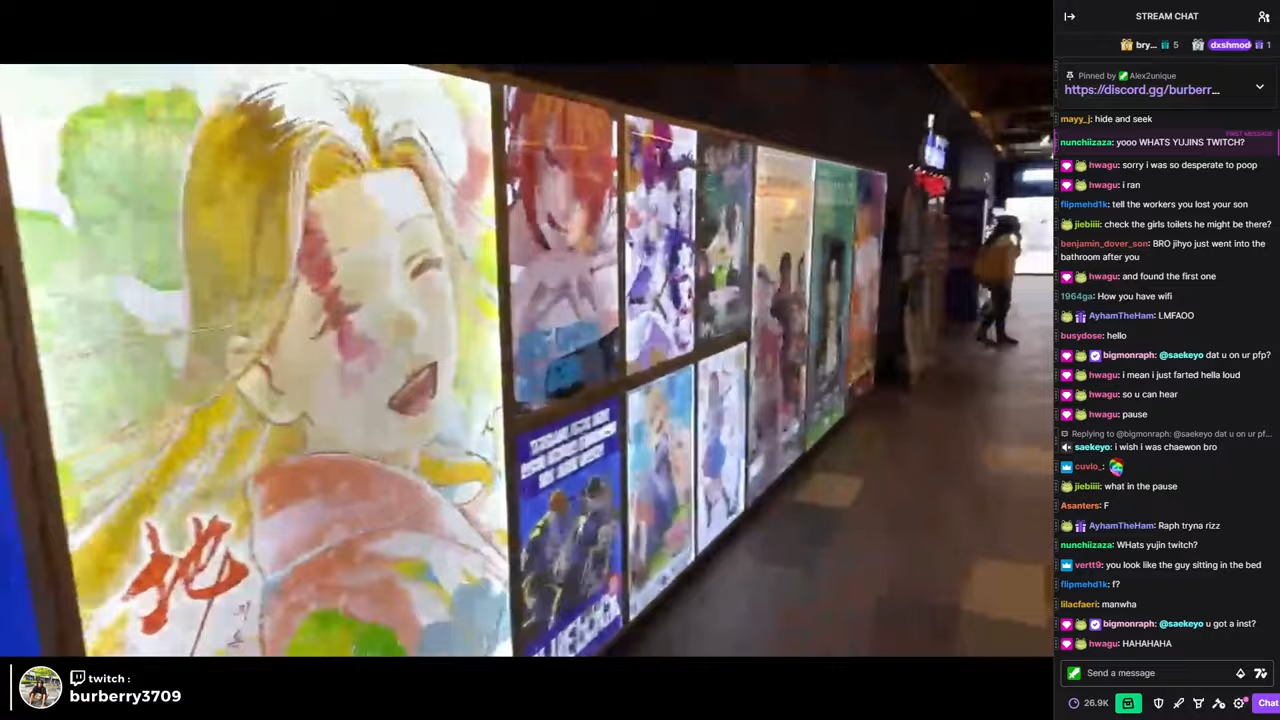 地
twitch :
burberry3709
STREAM CHAT
bry... 5
dxshmod 1
Pinned by Alex2unique
https://discord.gg/burberr...
mayy_j: hide and seek
FIRST MESSAGE
nunchiizaza: yooo WHATS YUJINS TWITCH?
hwagu: sorry i was so desperate to poop
hwagu: i ran
flipmehd1k: tell the workers you lost your son
jiebiiii: check the girls toilets he might be there?
benjamin_dover_son: BRO jihyo just went into the
bathroom after you
hwagu: and found the first one
1964ga: How you have wifi
AyhamTheHam: LMFAOO
busydose: hello
bigmonraph: @saekeyo dat u on ur pfp?
hwagu: i mean i just farted hella loud
hwagu: so u can hear
hwagu: pause
Replying to @bigmonraph: @saekeyo dat u on ur pf...
saekeyo: i wish i was chaewon bro
cuvlo_:
jiebiiii: what in the pause
Asanters: F
AyhamTheHam: Raph tryna rizz
nunchiizaza: WHats yujin twitch?
vertt9: you look like the guy sitting in the bed
flipmehd1k: f?
lilacfaeri: manwha
bigmonraph: @saekeyo u got a inst?
hwagu: HAHAHAHA
Send a message
26.9K
Chat